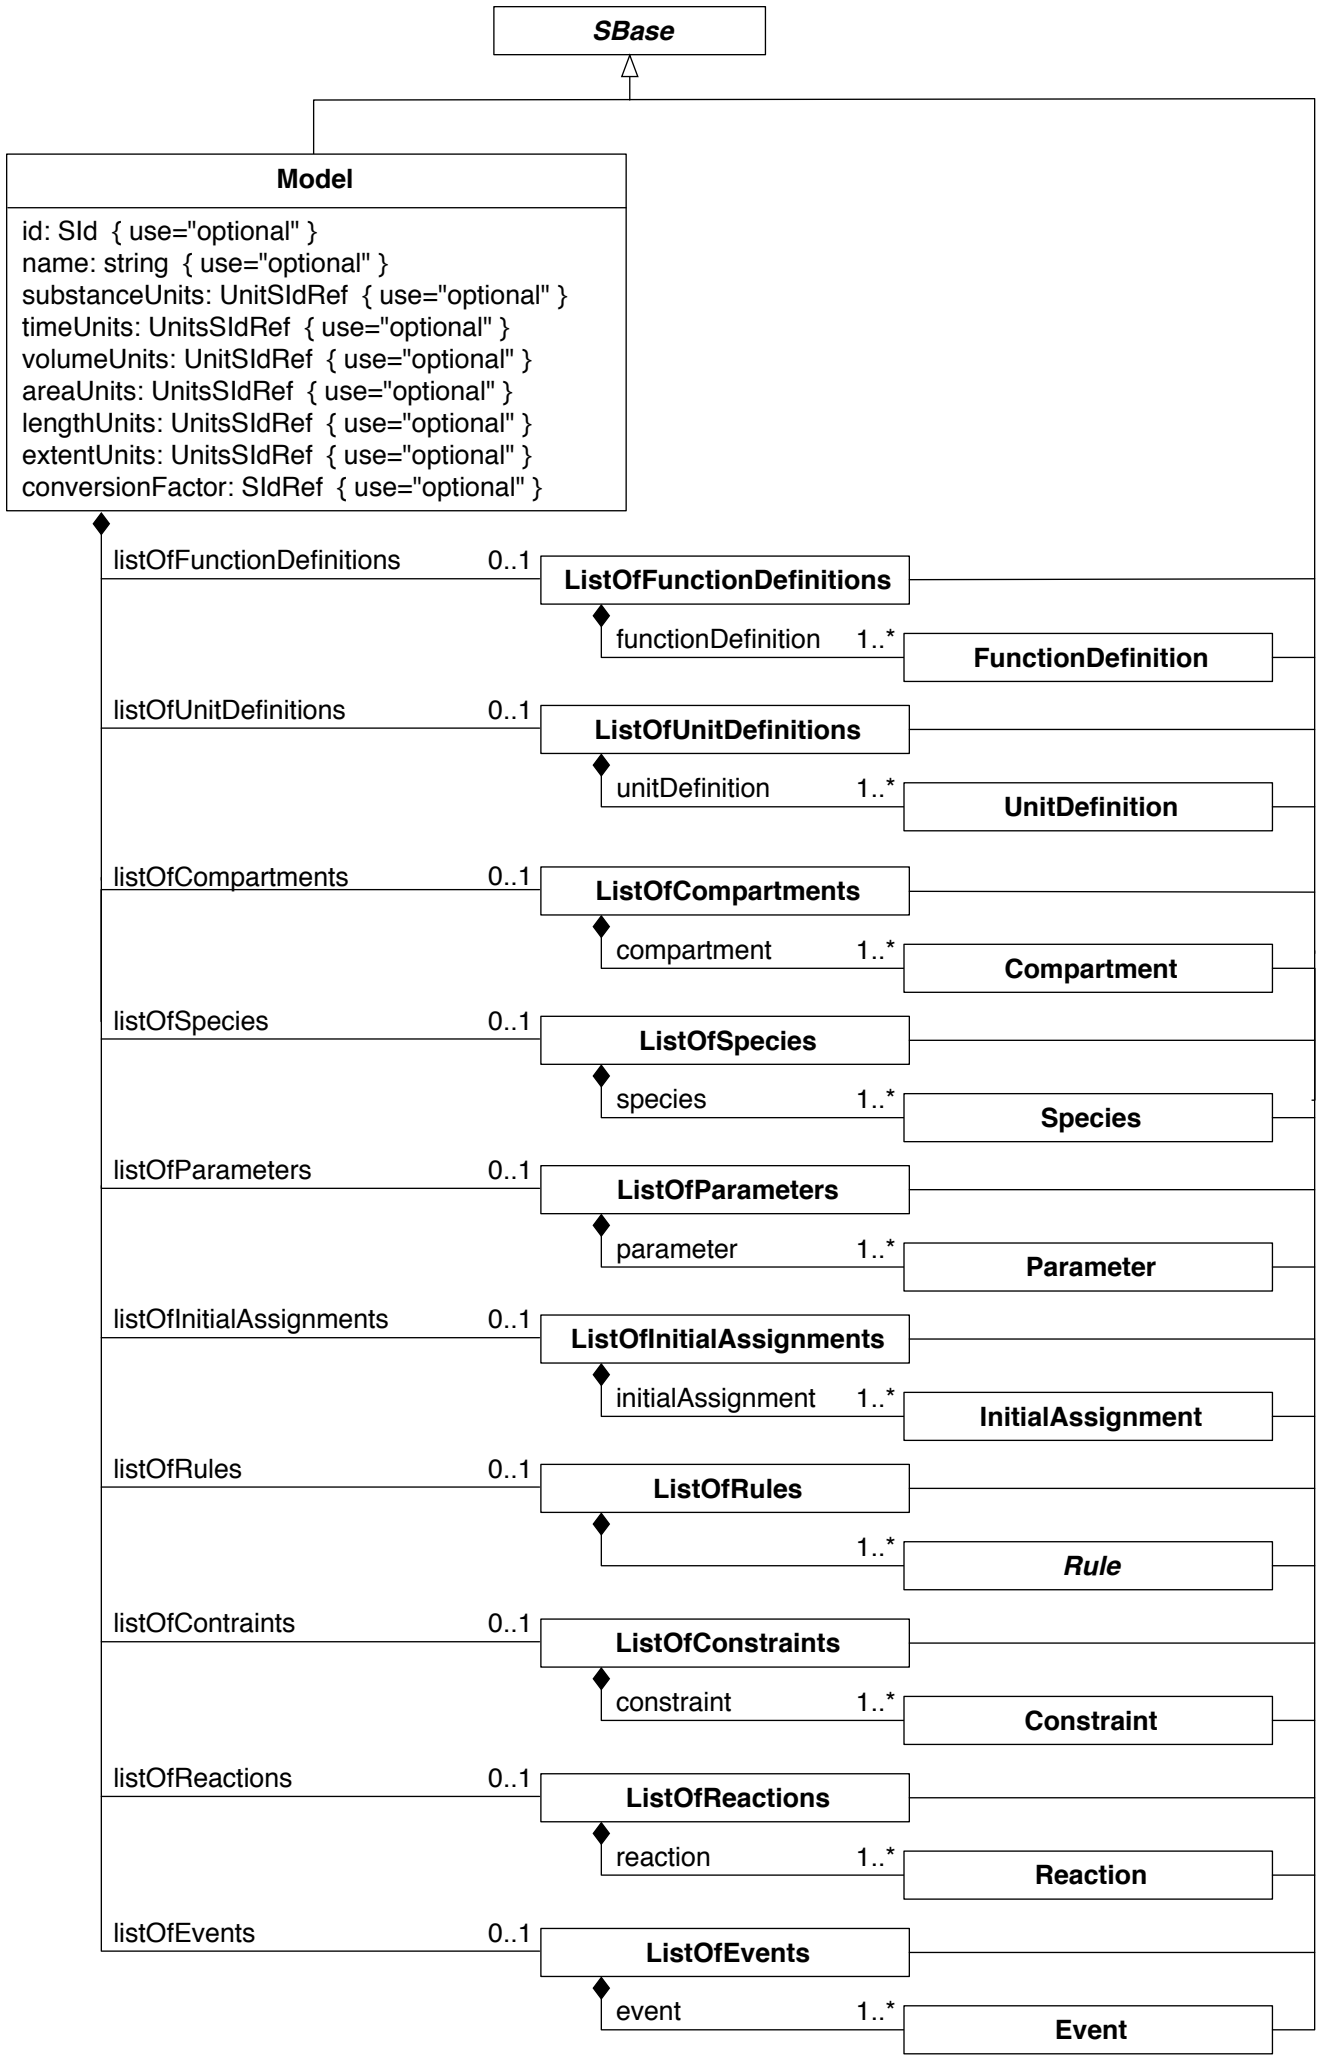 SBase
Model
id: SId { use="optional" }
name: string { use="optional" }
substanceUnits: UnitSIdRef { use="optional" }
timeUnits: UnitsSIdRef { use="optional" }
volumeUnits: UnitSIdRef { use="optional" }
areaUnits: UnitsSIdRef { use="optional" }
lengthUnits: UnitsSIdRef { use="optional" }
extentUnits: UnitsSIdRef { use="optional" }
conversionFactor: SIdRef { use="optional" }
listOfFunctionDefinitions 0..1 ListOfFunctionDefinitions
functionDefinition 1..* FunctionDefinition
listOfUnitDefinitions 0..1 ListOfUnitDefinitions
unitDefinition 1..* UnitDefinition
listOfCompartments 0..1 ListOfCompartments
compartment 1..* Compartment
listOfSpecies 0..1 ListOfSpecies
species 1..* Species
listOfParameters 0..1 ListOfParameters
parameter 1..* Parameter
listOfInitialAssignments 0..1 ListOfInitialAssignments
initialAssignment 1..* InitialAssignment
listOfRules 0..1 ListOfRules
1..* Rule
listOfContraints 0..1 ListOfConstraints
constraint 1..* Constraint
listOfReactions 0..1 ListOfReactions
reaction 1..* Reaction
listOfEvents 0..1 ListOfEvents
event 1..* Event